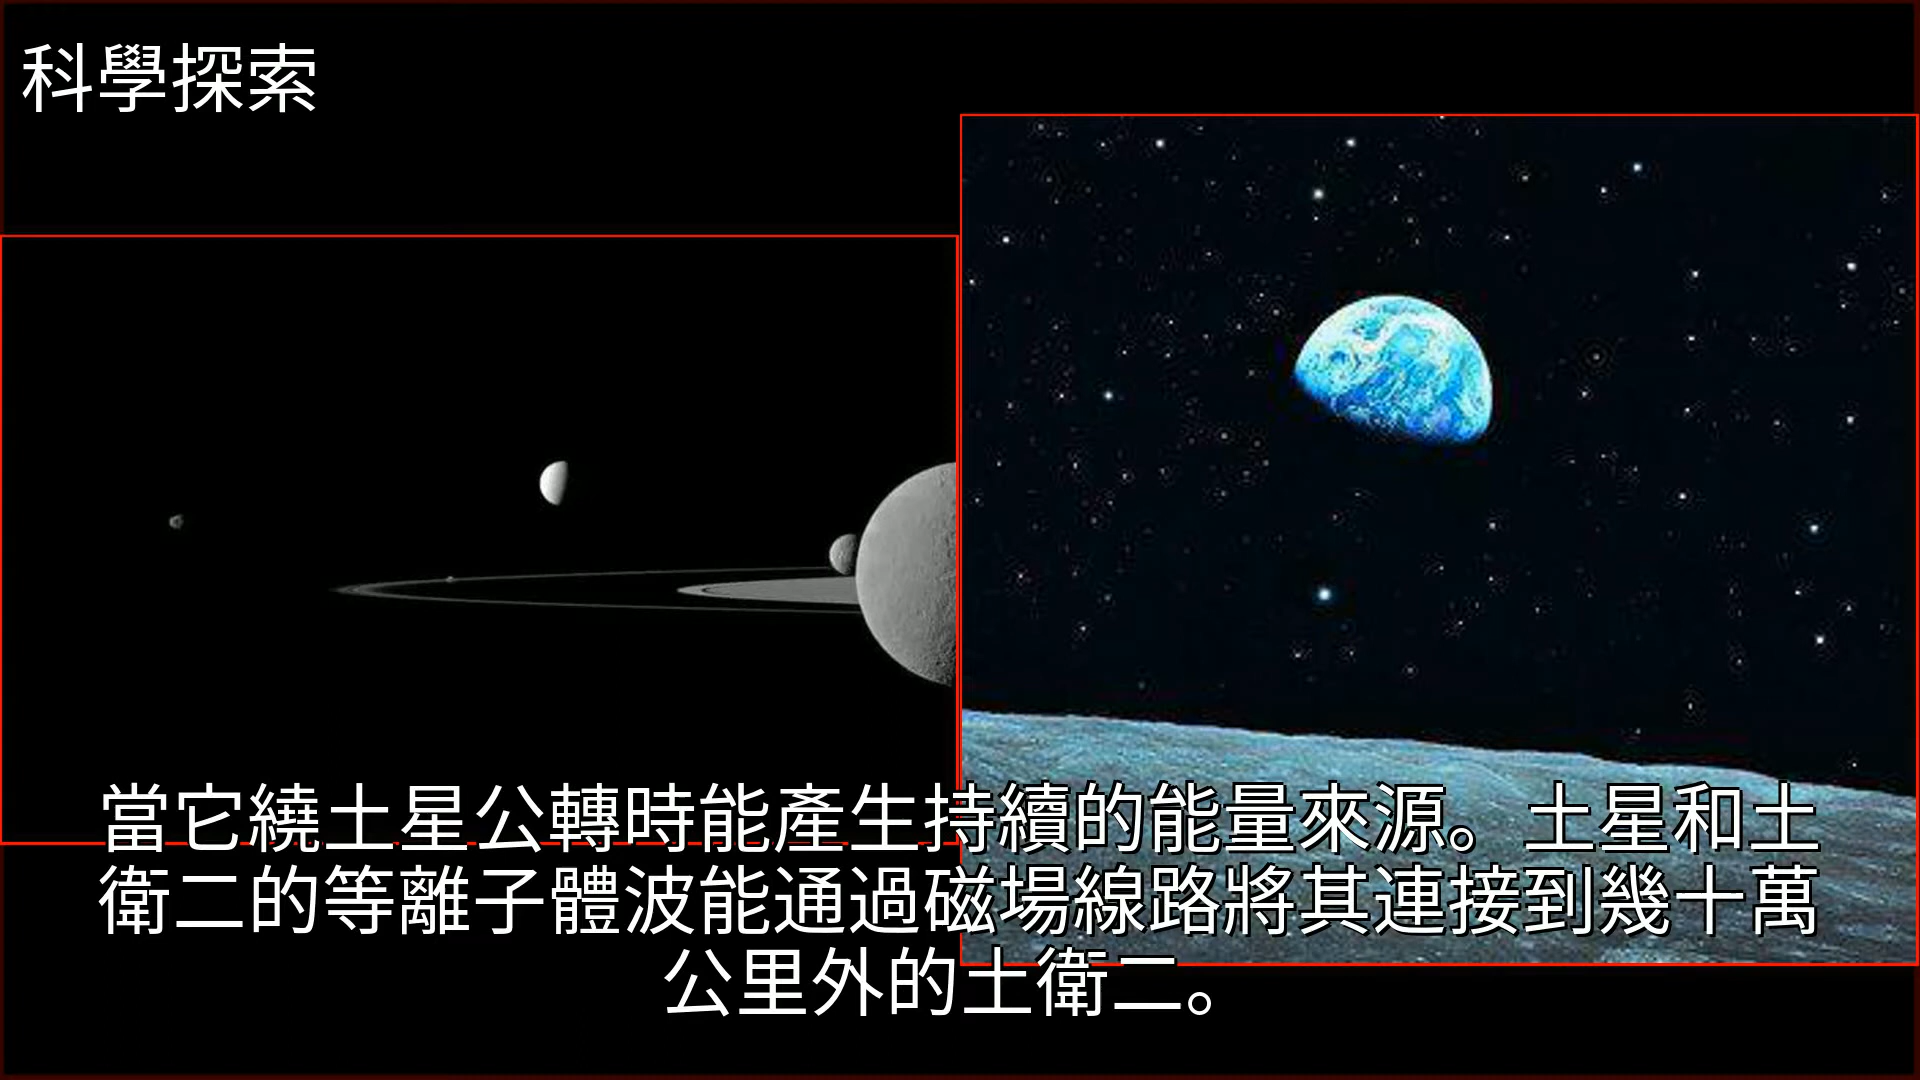 科學探索
當它繞土星公轉時能產生持續的能量來源。土星和土
衛二的等離子體波能通過磁場線路將其連接到幾十萬
公里外的土衛二。